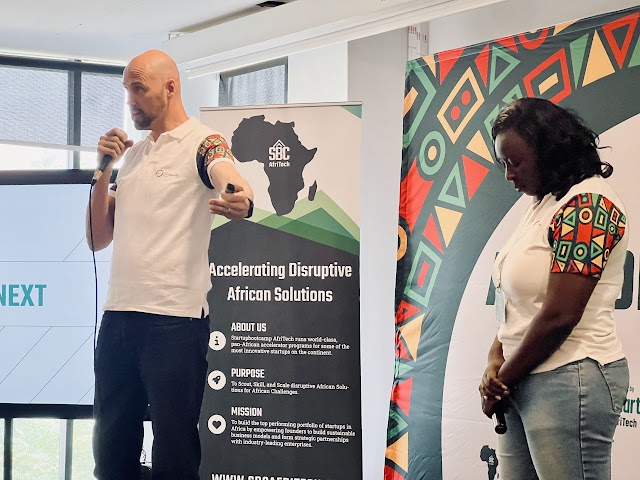 NEXT
SBC
AfriTech
Accelerating Disruptive
African Solutions
ABOUT US
Startupbootcamp AfriTech runs world-class,
pan-African accelerator programs for some of the
most innovative startups on the continent.
PURPOSE
To Scout, Skill, and Scale disruptive African Solu-
tions for African Challenges.
MISSION
To build the top performing portfolio of startups in
Africa by empowering founders to build sustainable
business models and form strategic partnerships
with industry-leading enterprises.
by